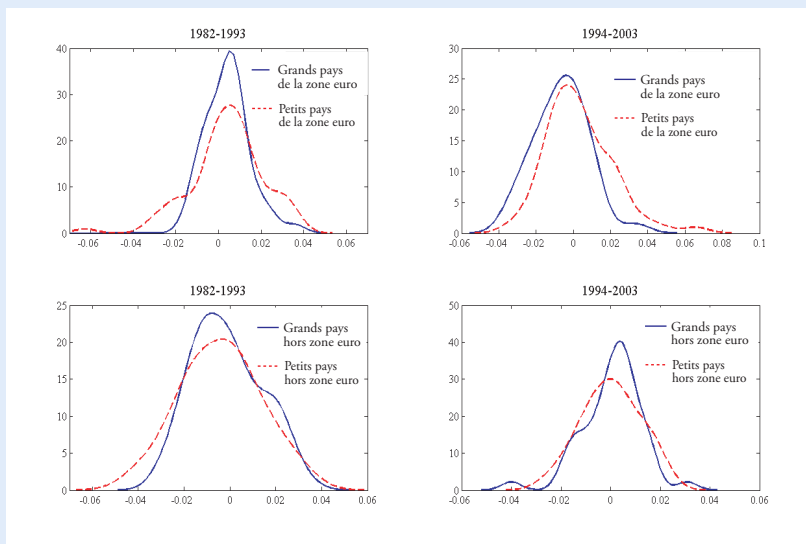 1982-1993
40
30
20
10
0
-0.06 -0.04 -0.02 0 0.02 0.04 0.06
Grands pays
de la zone euro
Petits pays
de la zone euro
1994-2003
30
25
20
15
10
5
0
-0.06 -0.04 -0.02 0 0.02 0.04 0.06 0.08 0.1
Grands pays
de la zone euro
Petits pays
de la zone euro
1982-1993
25
20
15
10
5
0
-0.06 -0.04 -0.02 0 0.02 0.04 0.06
Grands pays
hors zone euro
Petits pays
hors zone euro
1994-2003
50
40
30
20
10
0
-0.06 -0.04 -0.02 0 0.02 0.04 0.06
Grands pays
hors zone euro
Petits pays
hors zone euro